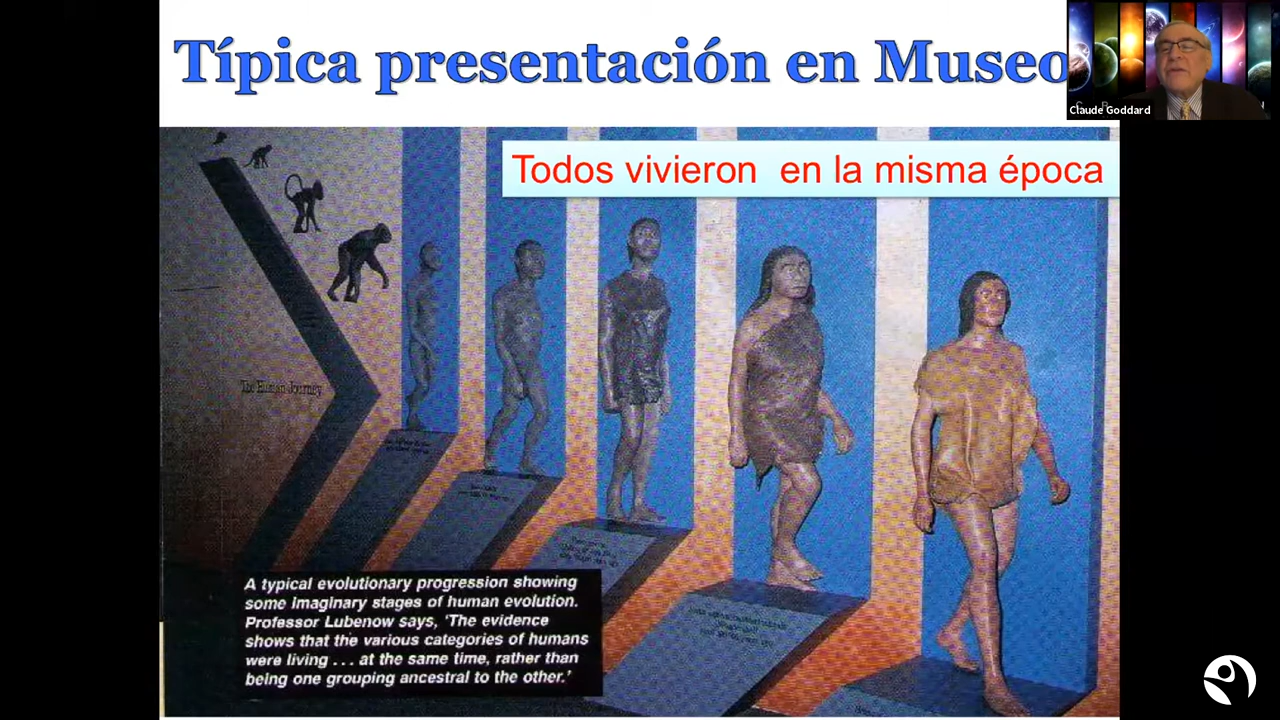 Típica presentación en Museo
Claude Goddard
Todos vivieron en la misma época
The Human Journey
A typical evolutionary progression showing
some imaginary stages of human evolution.
Professor Lubenow says, ‘The evidence
shows that the various categories of humans
were living . . . at the same time, rather than
being one grouping ancestral to the other.’